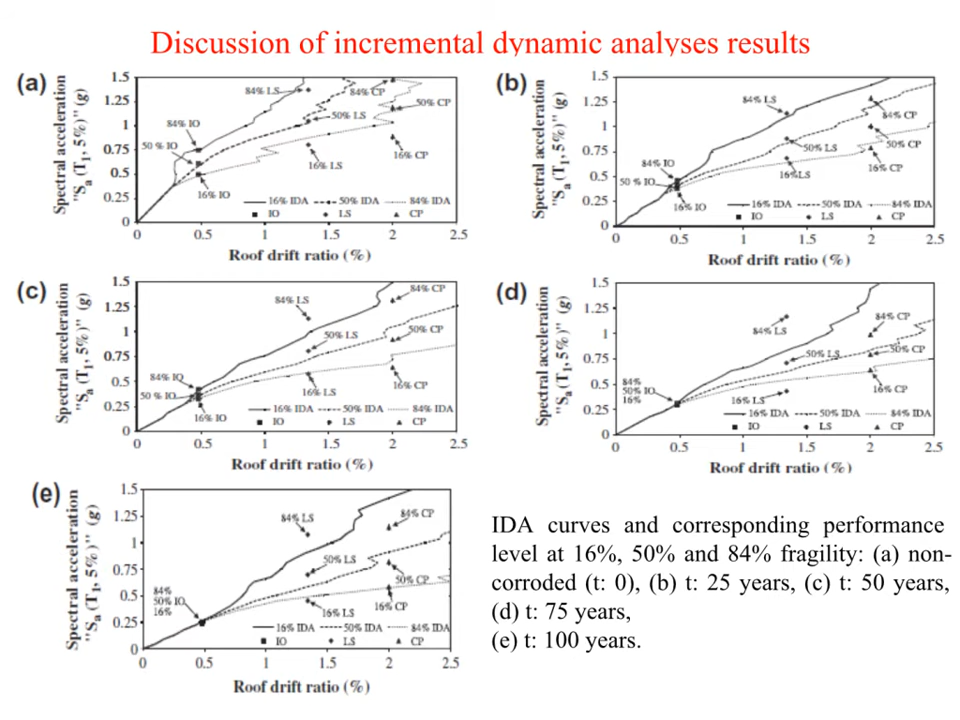 Discussion of incremental dynamic analyses results
(a)
Spectral acceleration
"Sa (T1, 5%)" (g)
1.5
1.25
1
0.75
0.5
0.25
0
84% LS
84% CP
50% CP
50% LS
84% IO
50 % IO
16% LS
16% CP
16% IO
16% IDA 50% IDA 84% IDA
IO LS CP
0 0.5 1 1.5 2 2.5
Roof drift ratio (%)
(b)
Spectral acceleration
"Sa (T1, 5%)" (g)
1.5
1.25
1
0.75
0.5
0.25
0
84% LS
84% CP
50% LS
50% CP
84% IO
50% IO
16%LS
16% CP
16% IO
16% IDA 50% IDA 84% IDA
IO LS CP
0 0.5 1 1.5 2 2.5
Roof drift ratio (%)
(c)
Spectral acceleration
"Sa (T1, 5%)" (g)
1.5
1.25
1
0.75
0.5
0.25
0
84% CP
84% LS
50% LS
50% CP
84% IO
50 % IO
16% LS
16% CP
16% IO
16% IDA 50% IDA 84% IDA
IO LS CP
0 0.5 1 1.5 2 2.5
Roof drift ratio (%)
(d)
Spectral acceleration
"Sa (T1, 5%)" (g)
1.5
1.25
1
0.75
0.5
0.25
0
84% LS
84% CP
50% LS
50% CP
84%
50% IO
16%
16% LS
16% CP
16% IDA 50% IDA 84% IDA
IO LS CP
0 0.5 1 1.5 2 2.5
Roof drift ratio (%)
(e)
Spectral acceleration
"Sa (T1, 5%)" (g)
1.5
1.25
1
0.75
0.5
0.25
0
84% LS
84% CP
50% LS
50% CP
84%
50% IO
16%
16% LS
16% CP
16% IDA 50% IDA 84% IDA
IO LS CP
0 0.5 1 1.5 2 2.5
Roof drift ratio (%)
IDA curves and corresponding performance
level at 16%, 50% and 84% fragility: (a) non-
corroded (t: 0), (b) t: 25 years, (c) t: 50 years,
(d) t: 75 years,
(e) t: 100 years.